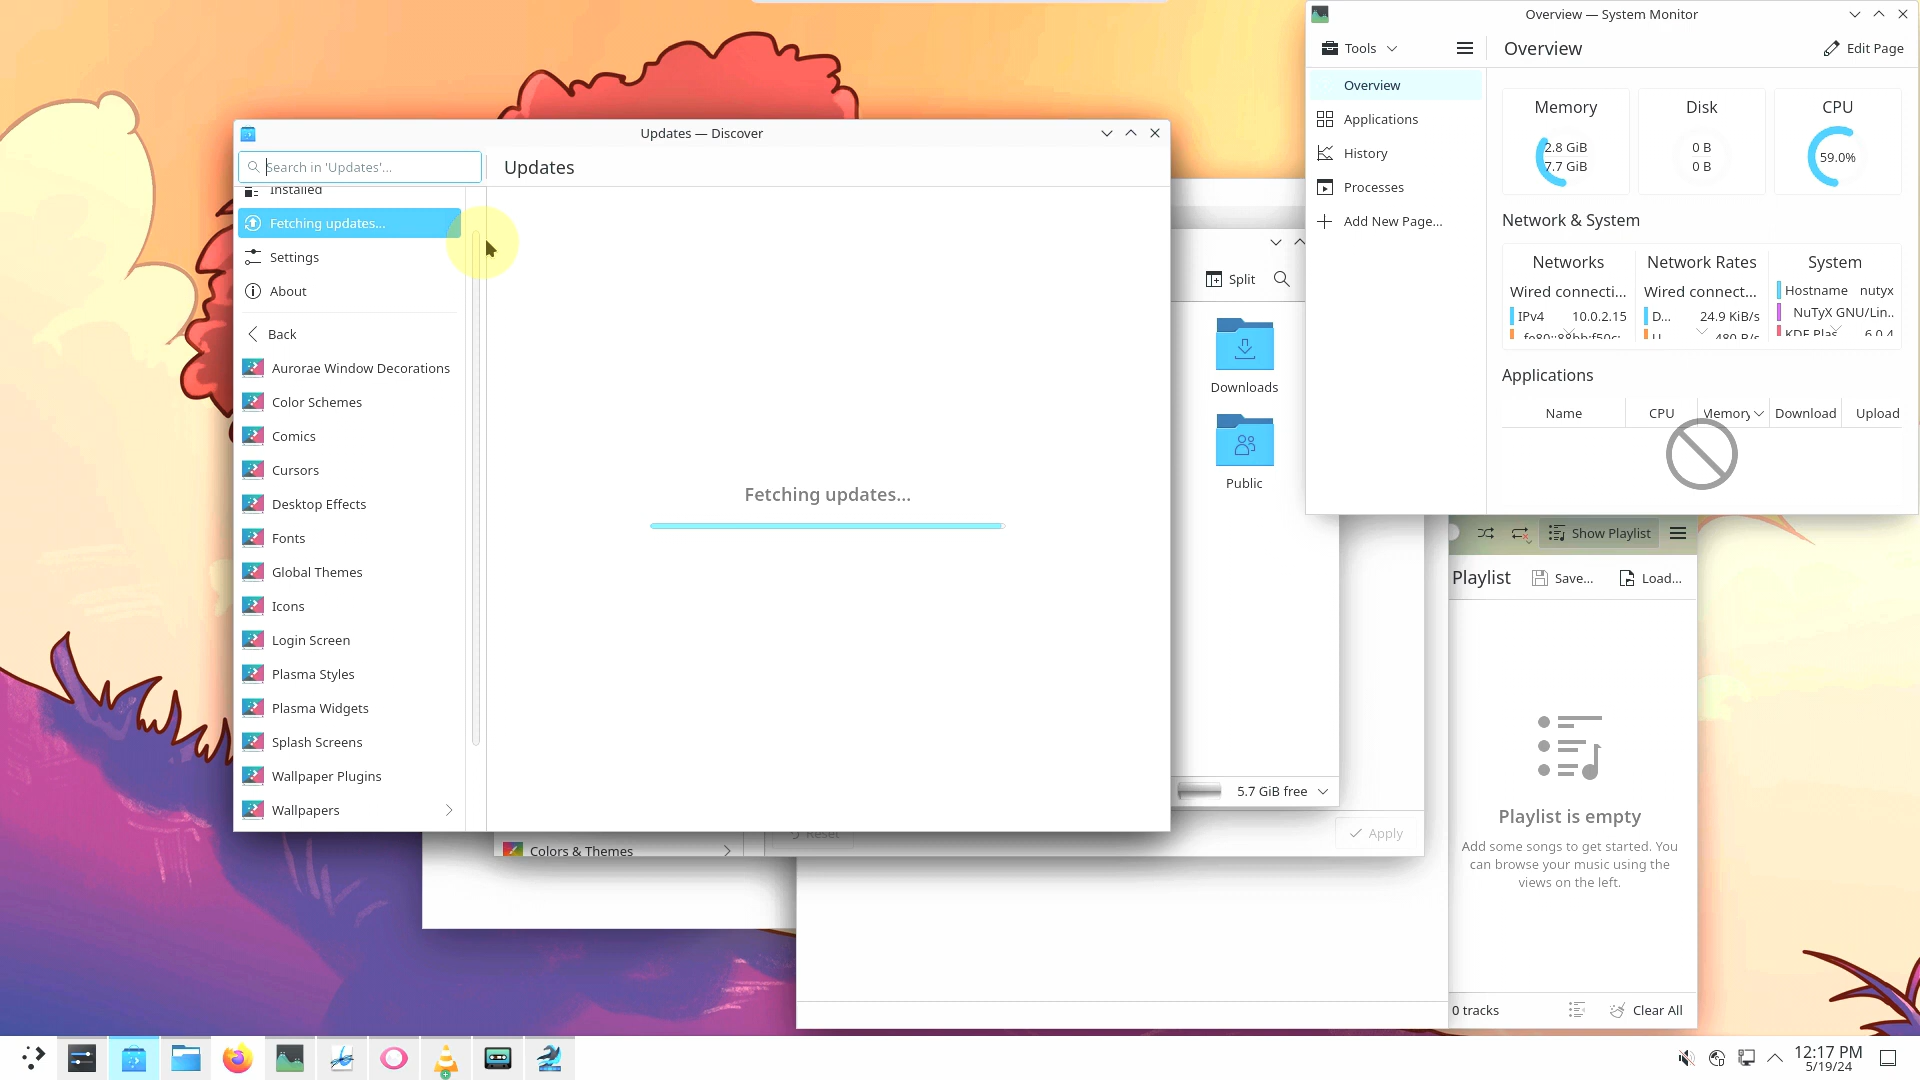 Overview — System Monitor
Tools
Overview
Edit Page
Overview
Applications
History
Processes
Add New Page...
Memory
Disk
CPU
2.8 GiB
7.7 GiB
0 B
0 B
59.0%
Network & System
Networks
Network Rates
System
Wired connecti...
Wired connect...
Hostname nutyx
IPv4 10.0.2.15
D... 24.9 KiB/s
NuTyX GNU/Lin..
480 B/s
6.0.4
Applications
Name
CPU
Memory
Download
Upload
Updates — Discover
Search in 'Updates'...
Updates
Installed
Fetching updates...
Settings
About
Back
Aurorae Window Decorations
Color Schemes
Comics
Cursors
Desktop Effects
Fonts
Global Themes
Icons
Login Screen
Plasma Styles
Plasma Widgets
Splash Screens
Wallpaper Plugins
Wallpapers
Fetching updates...
Split
Downloads
Public
5.7 GiB free
Reset
Apply
Colors & Themes
Show Playlist
Playlist
Save...
Load...
Playlist is empty
Add some songs to get started. You
can browse your music using the
views on the left.
0 tracks
Clear All
12:17 PM
5/19/24